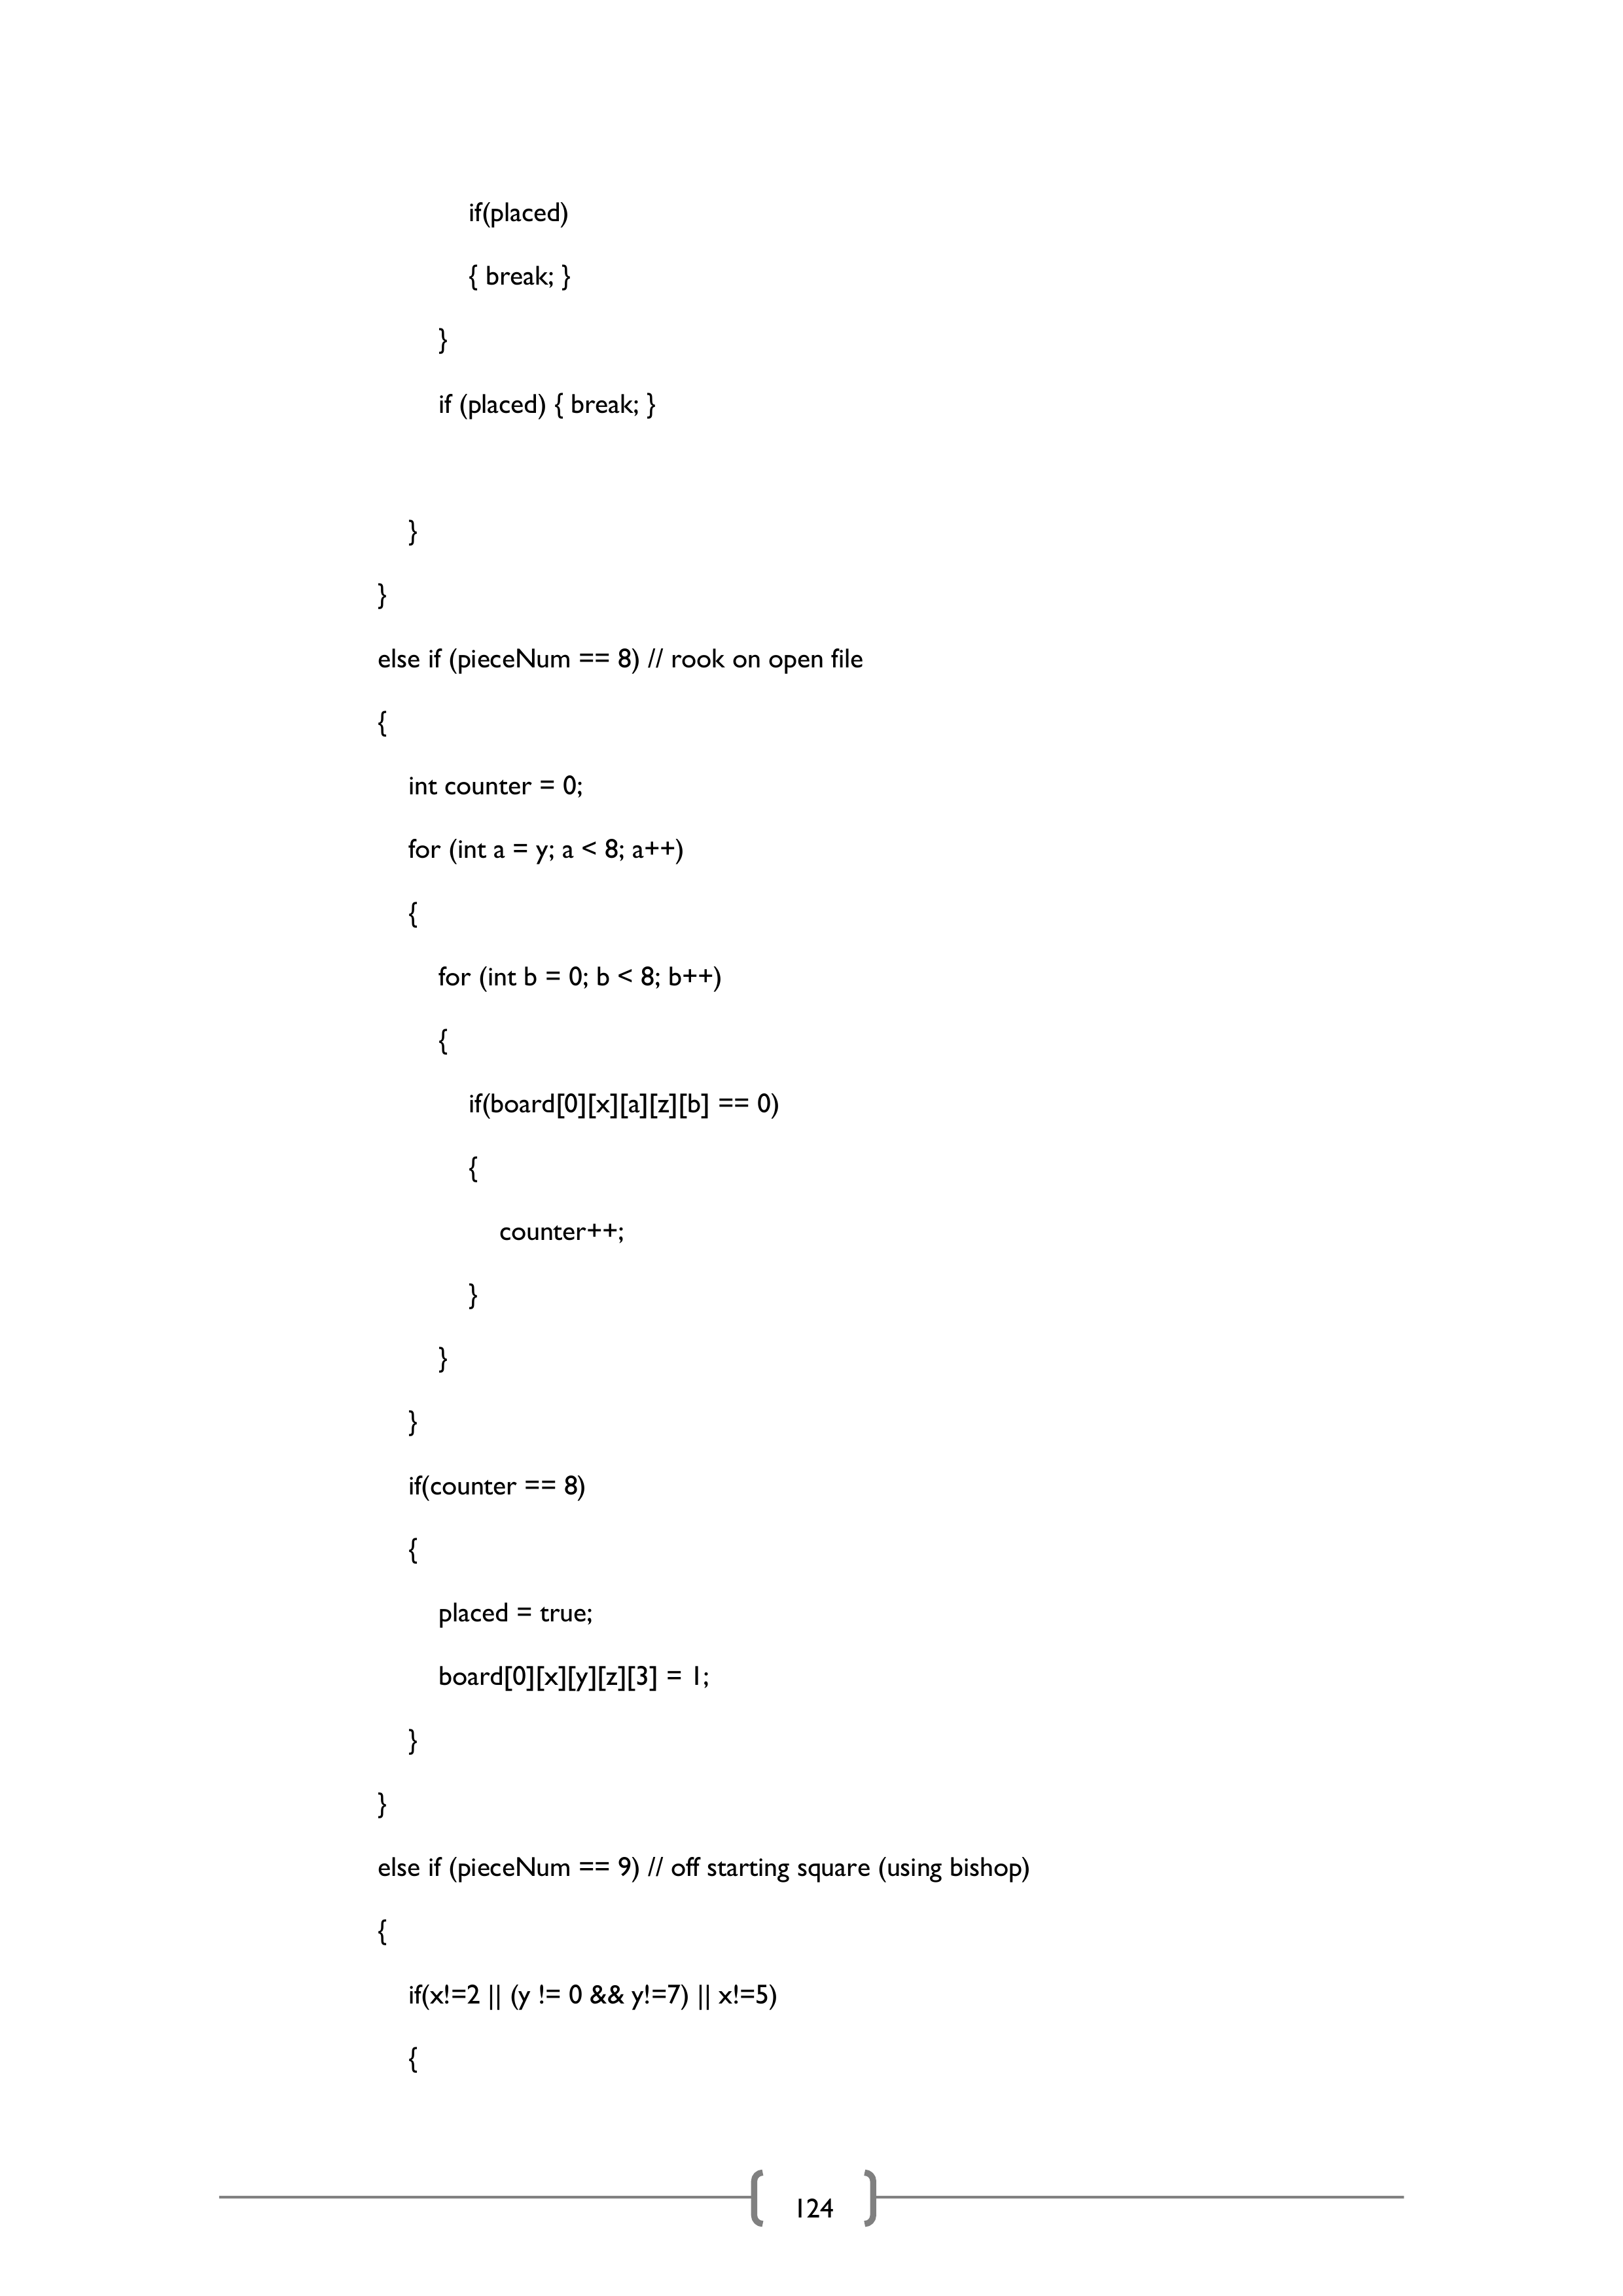 if(placed)
{ break; }
}
if (placed) { break; }
}
}
else if (pieceNum == 8) // rook on open file
{
int counter = 0;
for (int a = y; a < 8; a++)
{
for (int b = 0; b < 8; b++)
{
if(board[0][x][a][z][b] == 0)
{
counter++;
}
}
}
if(counter == 8)
{
placed = true;
board[0][x][y][z][3] = 1;
}
}
else if (pieceNum == 9) // off starting square (using bishop)
{
if(x!=2 || (y != 0 && y!=7) || x!=5)
{
124